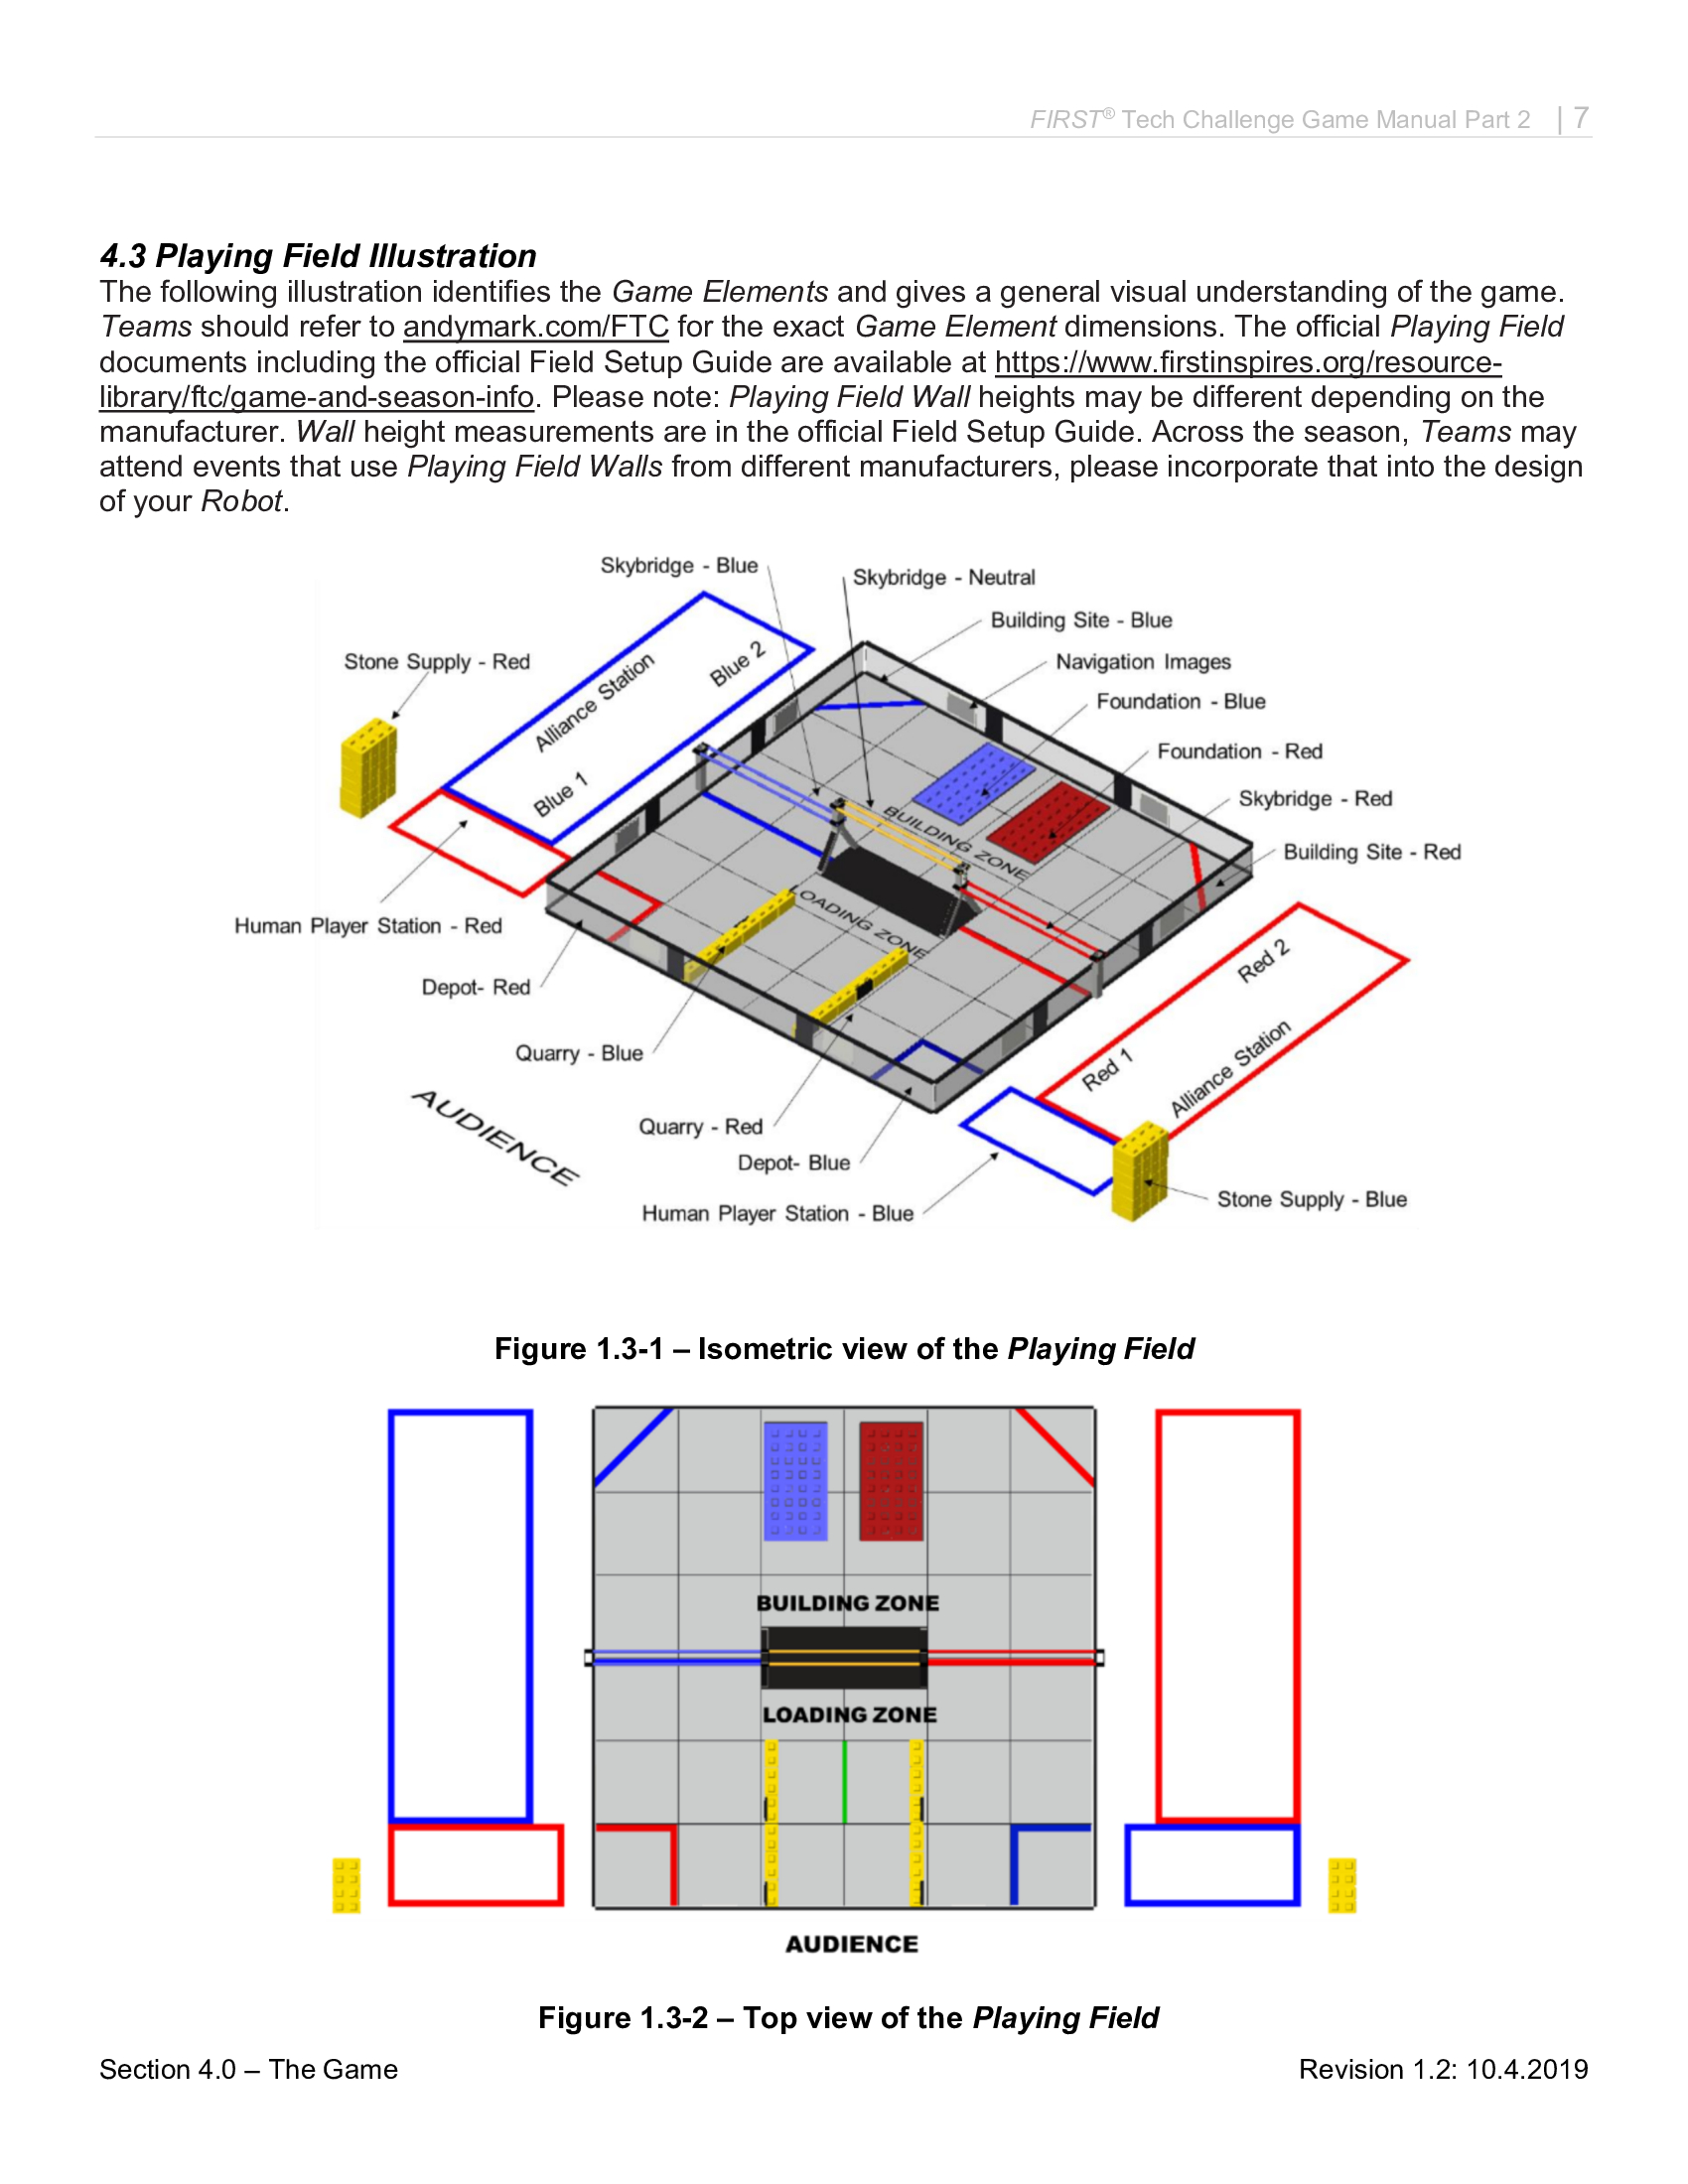 FIRST® Tech Challenge Game Manual Part 2 | 7
4.3 Playing Field Illustration
The following illustration identifies the Game Elements and gives a general visual understanding of the game.
Teams should refer to andymark.com/FTC for the exact Game Element dimensions. The official Playing Field
documents including the official Field Setup Guide are available at https://www.firstinspires.org/resource-
library/ftc/game-and-season-info. Please note: Playing Field Wall heights may be different depending on the
manufacturer. Wall height measurements are in the official Field Setup Guide. Across the season, Teams may
attend events that use Playing Field Walls from different manufacturers, please incorporate that into the design
of your Robot.
Skybridge - Blue
Skybridge - Neutral
Building Site - Blue
Stone Supply - Red
Alliance Station
Blue 2
Navigation Images
Foundation - Blue
Foundation - Red
Blue 1
Skybridge - Red
BUILDING ZONE
Building Site - Red
LOADING ZONE
Human Player Station - Red
Red 2
Depot- Red
Quarry - Blue
Red 1
Alliance Station
AUDIENCE
Quarry - Red
Depot- Blue
Stone Supply - Blue
Human Player Station - Blue
Figure 1.3-1 – Isometric view of the Playing Field
BUILDING ZONE
LOADING ZONE
AUDIENCE
Figure 1.3-2 – Top view of the Playing Field
Section 4.0 – The Game
Revision 1.2: 10.4.2019